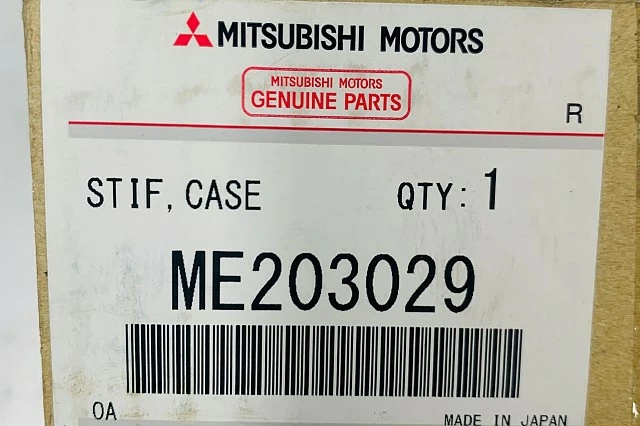 MITSUBISHI MOTORS
MITSUBISHI MOTORS
GENUINE PARTS
R
STIF, CASE QTY: 1
ME203029
OA MADE IN JAPAN